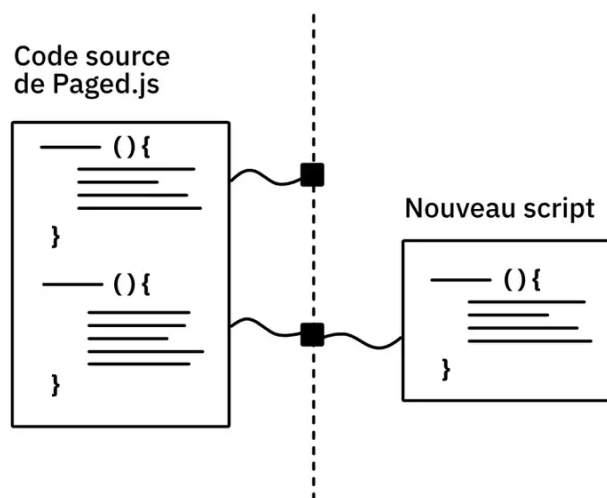 Code source
de Paged.js
() {
}
() {
}
Nouveau script
() {
}